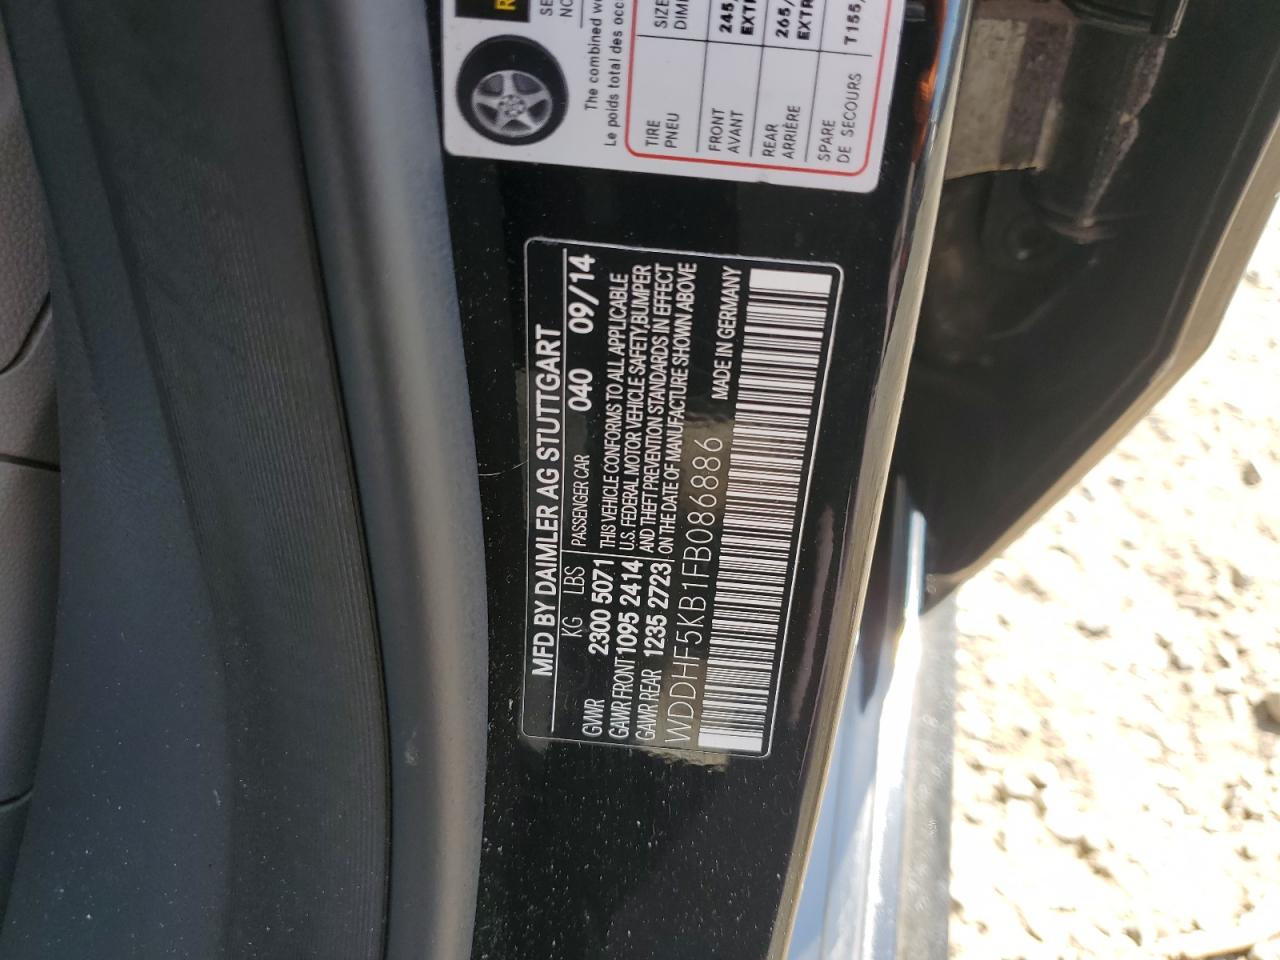 The combined
Le poids total des occ
TIRE
PNEU
SIZE
FRONT
AVANT
245
REAR
ARRIÈRE
265/
SPARE
DE SECOURS
T155
MFD BY DAIMLER AG STUTTGART
KG LBS PASSENGER CAR 040 09/14
GVWR 2300 5071
GAWR FRONT 1095 2414
GAWR REAR 1235 2723
THIS VEHICLE CONFORMS TO ALL APPLICABLE
U.S. FEDERAL MOTOR VEHICLE SAFETY, BUMPER
AND THEFT PREVENTION STANDARDS IN EFFECT
ON THE DATE OF MANUFACTURE SHOWN ABOVE
WDDHF5KB1FB086886 MADE IN GERMANY